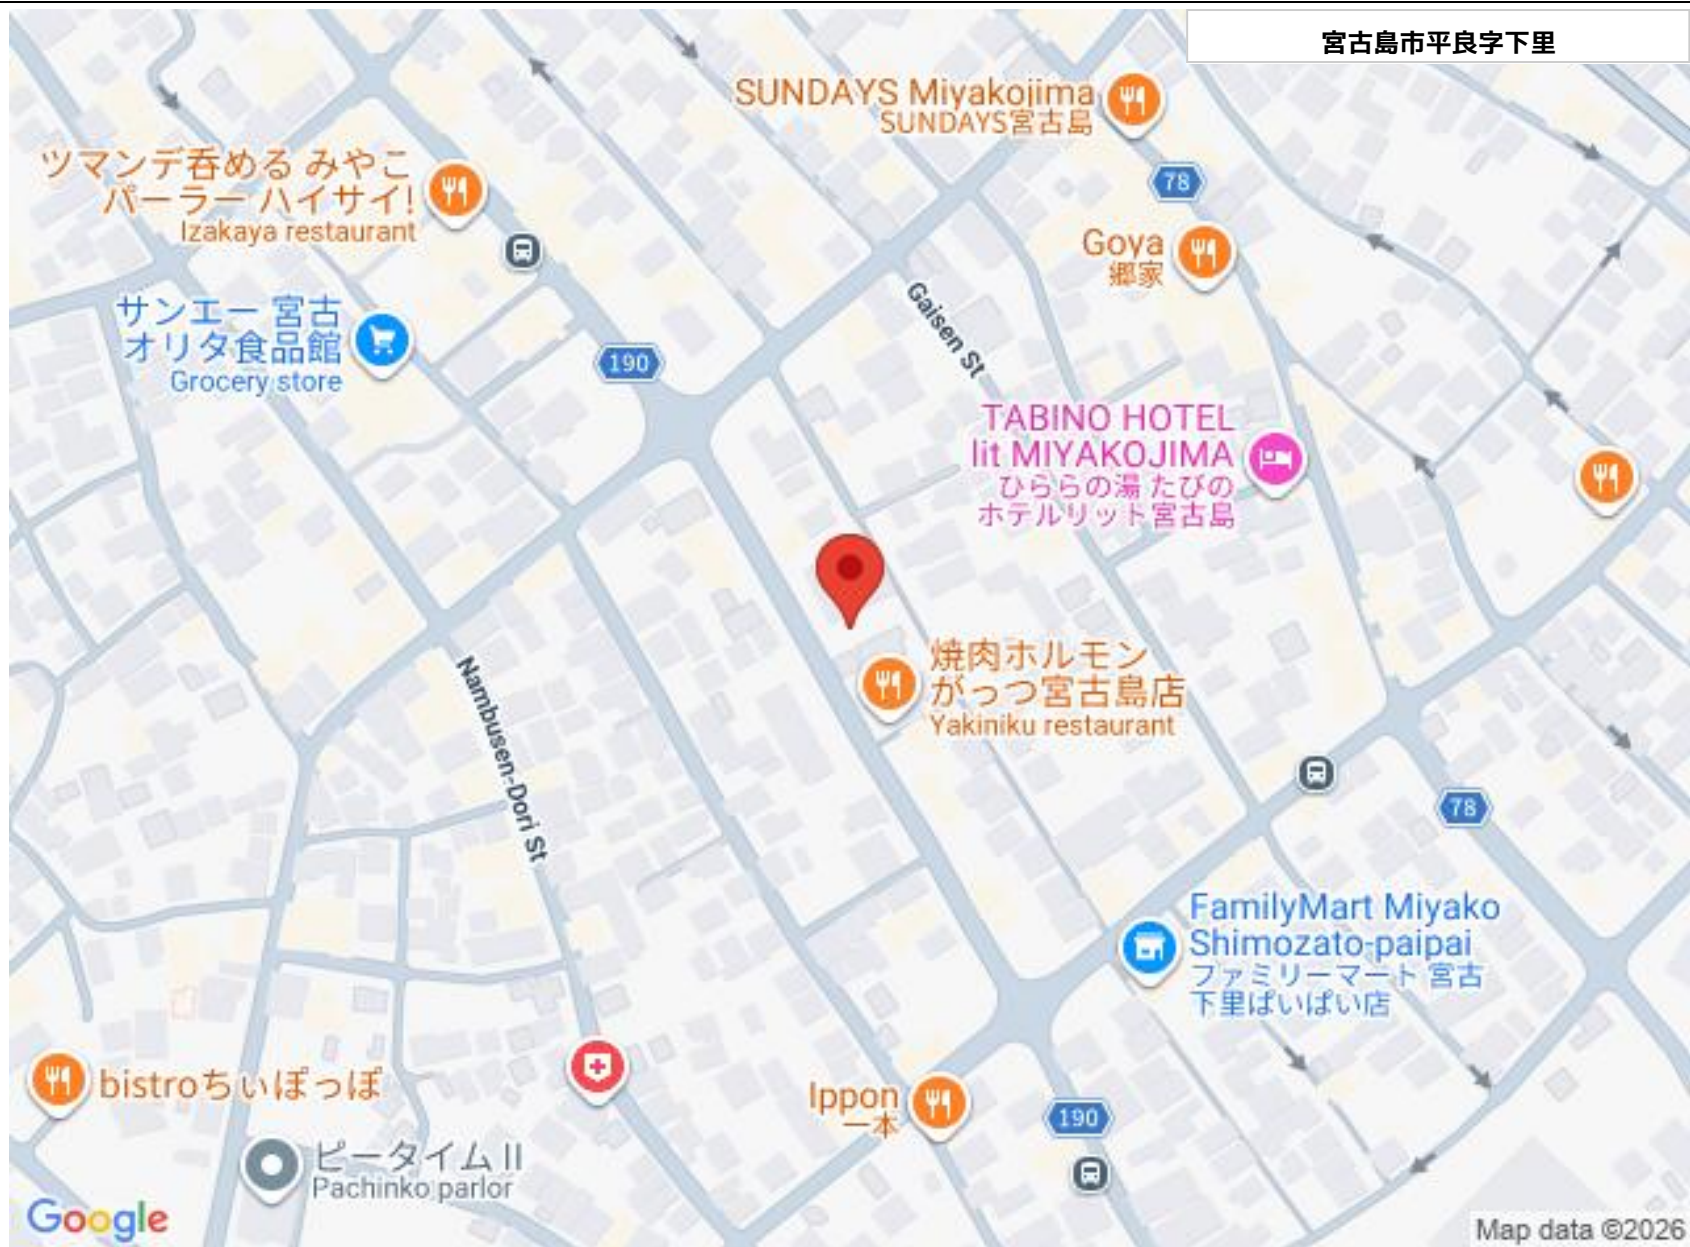 宮古島市平良字下里
SUNDAYS Miyakojima
SUNDAYS宮古島
78
ツマンデ呑める みやこ
パーラー ハイサイ!
Izakaya restaurant
Goya
郷家
Gaisen St
サンエー 宮古
オリタ食品館
Grocery store
190
TABINO HOTEL
lit MIYAKOJIMA
ひららの湯 たびの
ホテルリット宮古島
焼肉ホルモン
がっつ宮古島店
Yakiniku restaurant
Nambusen-Dori St
78
FamilyMart Miyako
Shimozato-paipai
ファミリーマート 宮古
下里ぱいぱい店
bistroちぃぽっぽ
Ippon
一本
190
ピータイム II
Pachinko parlor
Google
Map data ©2026